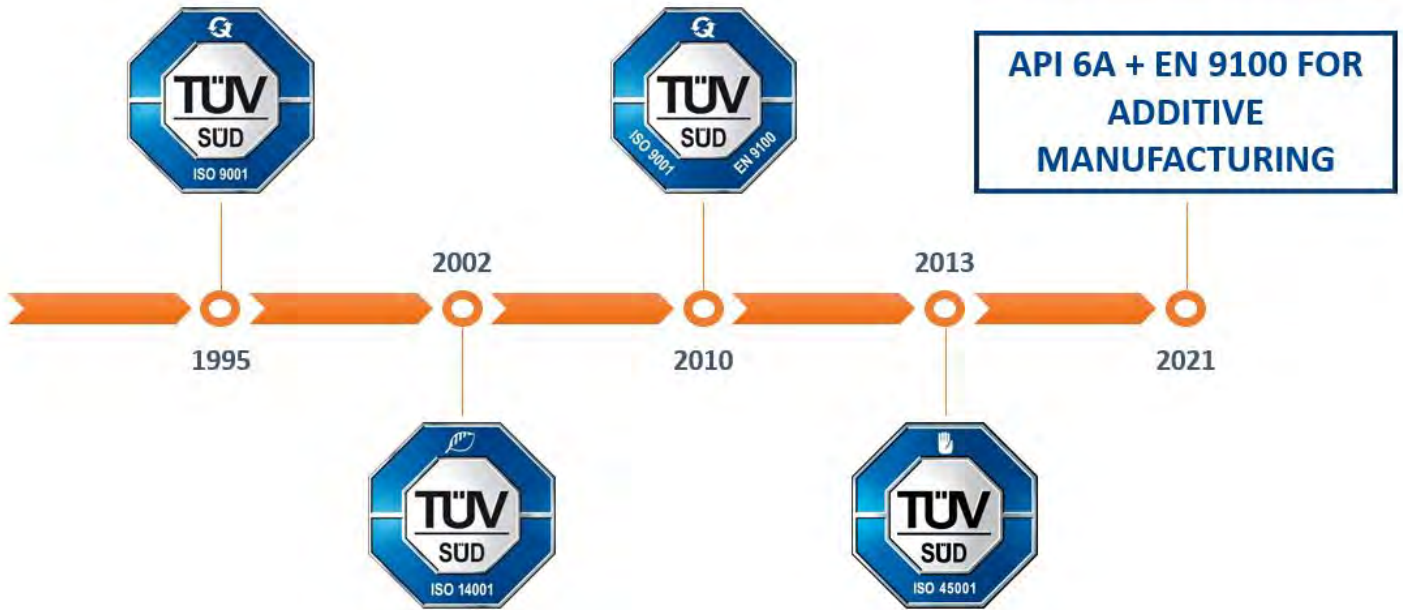 TÜV
SÜD
ISO 9001
TÜV
SÜD
ISO 9001
EN 9100
API 6A + EN 9100 FOR
ADDITIVE
MANUFACTURING
2002
2013
1995
2010
2021
TÜV
SÜD
ISO 14001
TÜV
SÜD
ISO 45001